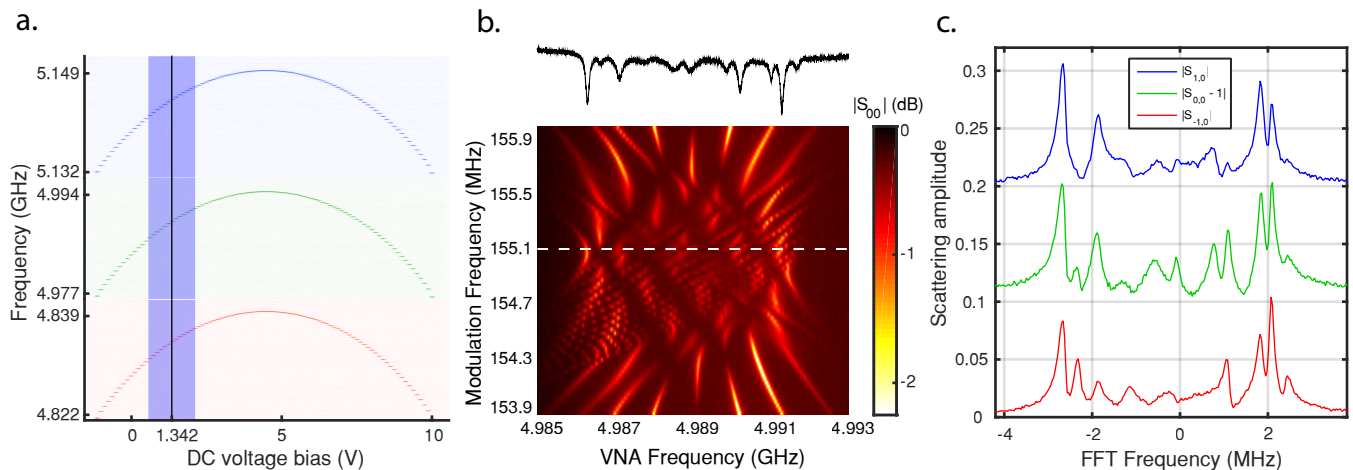 a.
5.149
5.132
4.994
4.977
4.839
4.822
Frequency (GHz)
0
1.342
5
10
DC voltage bias (V)
b.
|S00| (dB)
0
-1
-2
155.9
155.5
155.1
154.7
154.3
153.9
Modulation Frequency (MHz)
4.985
4.987
4.989
4.991
4.993
VNA Frequency (GHz)
c.
|S1,0|
|S0,0 - 1|
|S-1,0|
0.3
0.25
0.2
0.15
0.1
0.05
0
Scattering amplitude
-4
-2
0
2
FFT Frequency (MHz)